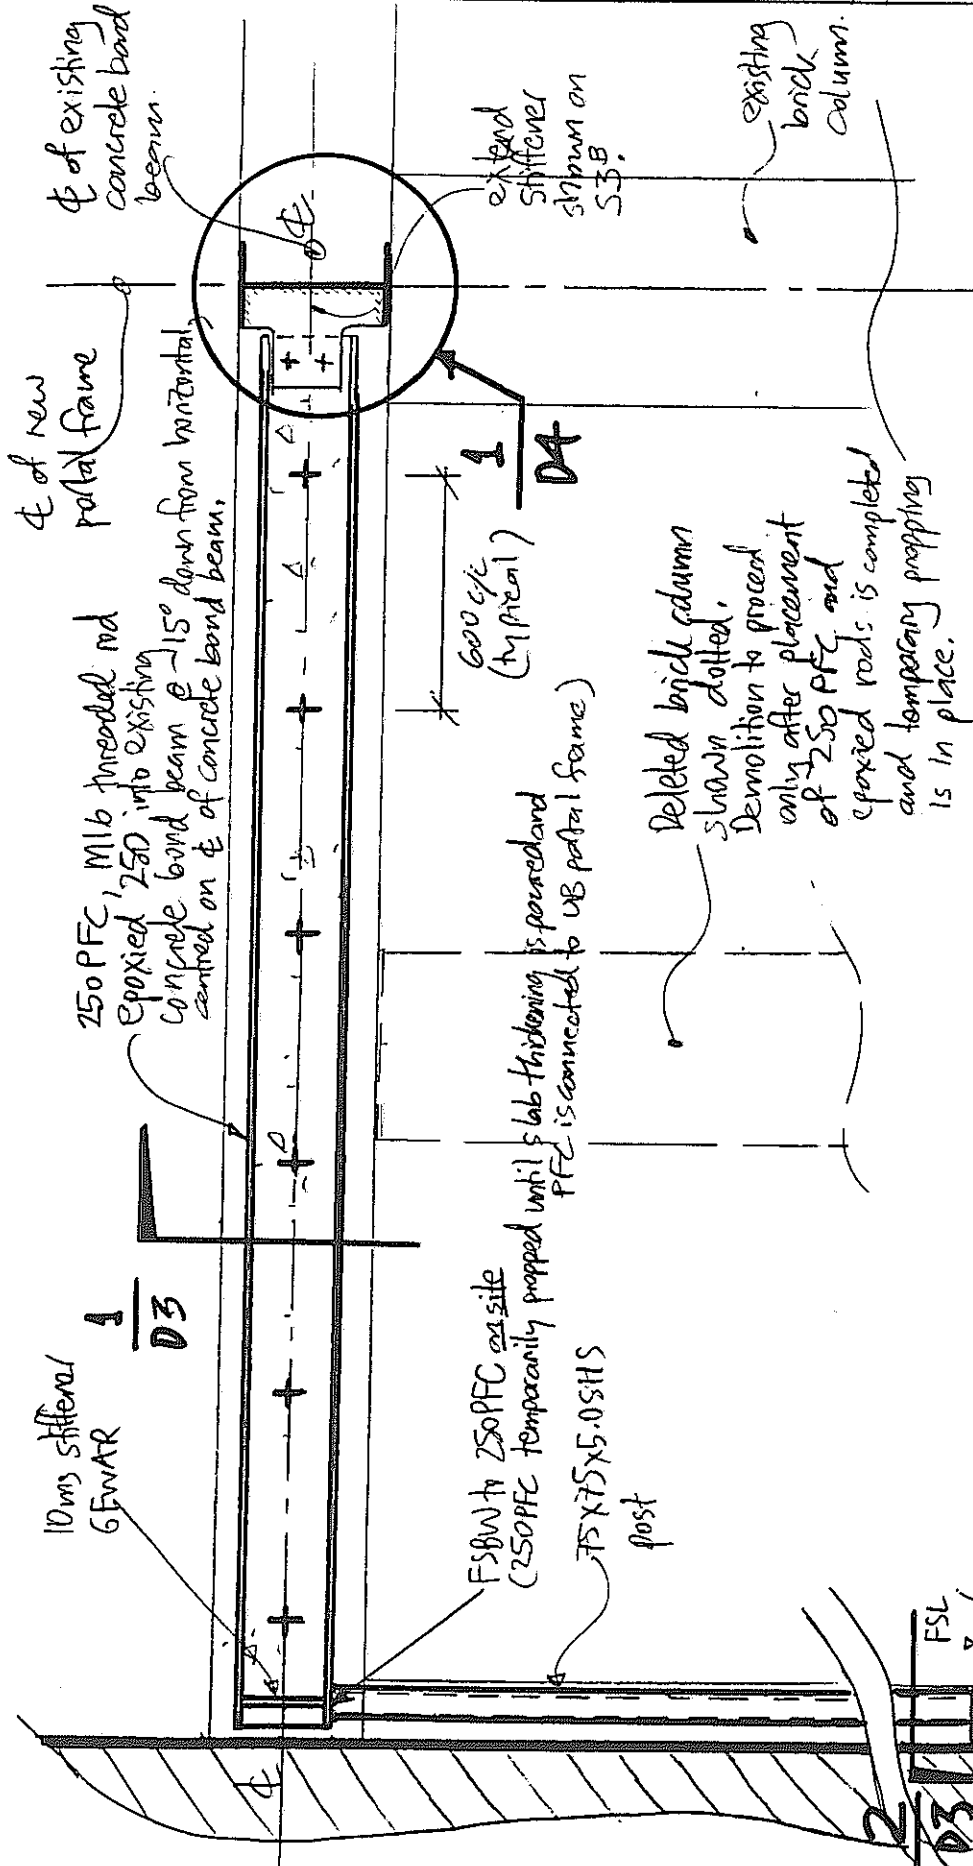 ℄ of existing
concrete bond
beam.
℄ of new
portal frame
250PFC, M16 threaded rod
epoxied 250 into existing
concrete bond beam @ -15° down from horizontal,
centred on ℄ of concrete bond beam.
10ms stiffener
6FWAR
1
D3
℄
℄
extend
stiffener
shown on
S3B.
existing
brick
column.
1
D4
600 c/c
(typical)
Deleted brick column
shown dotted.
Demolition to proceed
only after placement
of 250 PFC and
epoxied rods is completed
and temporary propping
is in place.
FSBW to 250PFC on site
(250PFC temporarily propped until slab thickening is poured and
PFC is connected to UB portal frame)
75x75x5.0SHS
post
2
D3
FSL